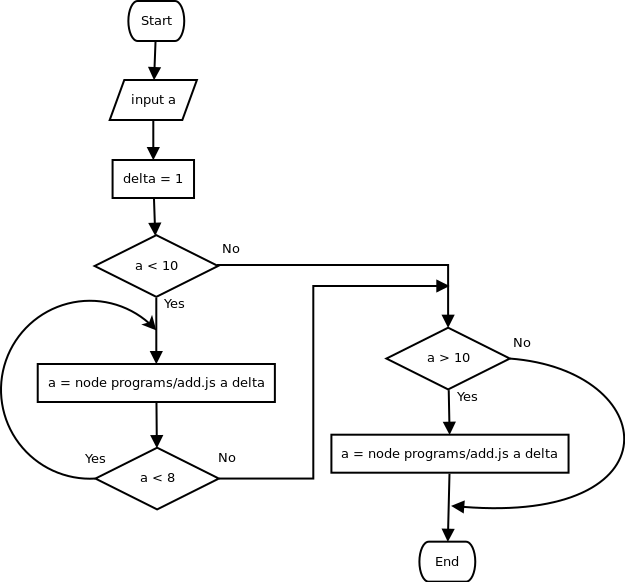 Start
input a
delta = 1
a < 10
No
Yes
a = node programs/add.js a delta
a < 8
Yes
No
a > 10
No
Yes
a = node programs/add.js a delta
End